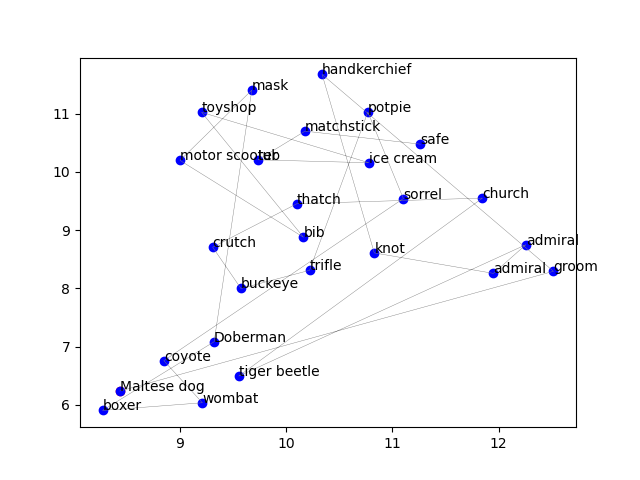 handkerchief
mask
toyshop
potpie
matchstick
safe
motor scooter
tub
ice cream
thatch
sorrel
church
bib
crutch
knot
admiral
trifle
admiral
groom
buckeye
Doberman
coyote
tiger beetle
Maltese dog
boxer
wombat
11
10
9
8
7
6
9
10
11
12